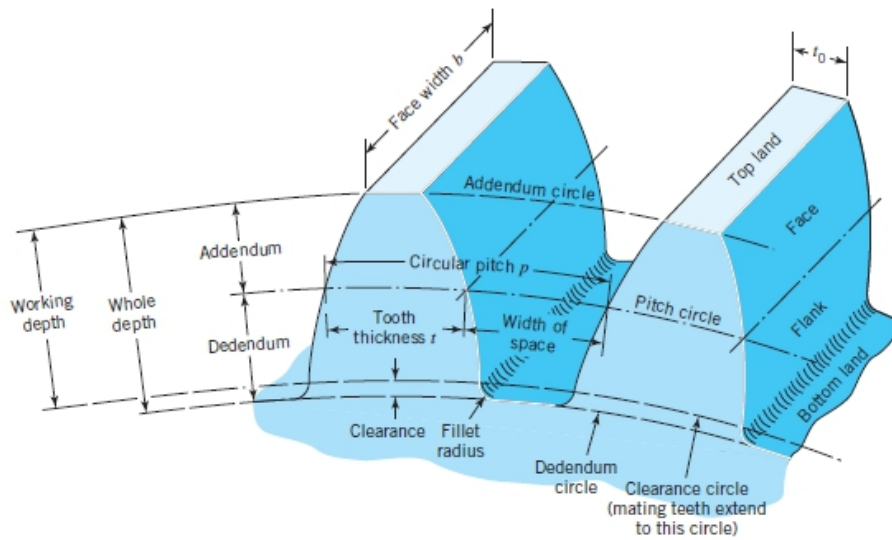 Face width b
t0
Top land
Addendum circle
Face
Addendum
Circular pitch p
Working
depth
Whole
depth
Pitch circle
Tooth
thickness t
Width of
space
Flank
Dedendum
Bottom land
Clearance
Fillet
radius
Dedendum
circle
Clearance circle
(mating teeth extend
to this circle)